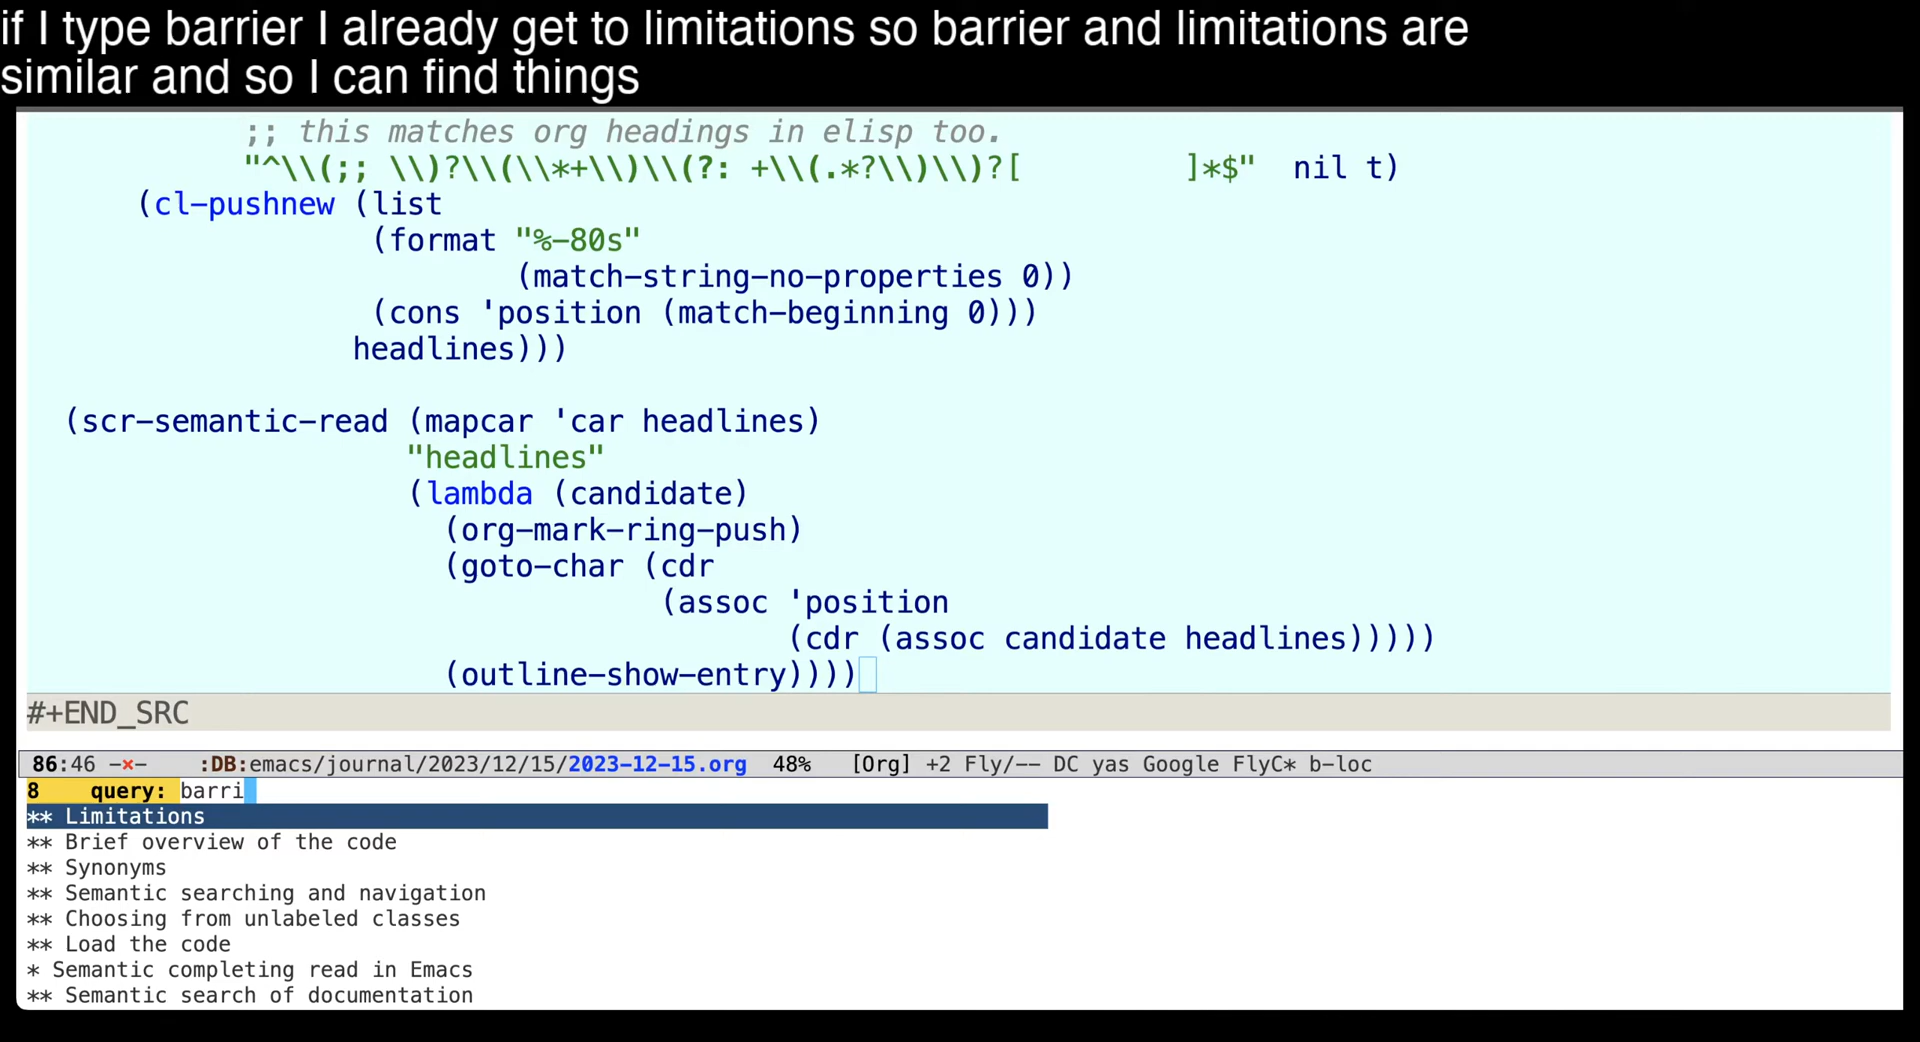 if I type barrier I already get to limitations so barrier and limitations are
similar and so I can find things
;; this matches org headings in elisp too.
"^\\(;; \\)?\\(\\*+\\)\\(?: +\\(.*?\\)\\)?[         ]*$"  nil t)
(cl-pushnew (list
(format "%-80s"
(match-string-no-properties 0))
(cons 'position (match-beginning 0)))
headlines)))
(scr-semantic-read (mapcar 'car headlines)
"headlines"
(lambda (candidate)
(org-mark-ring-push)
(goto-char (cdr
(assoc 'position
(cdr (assoc candidate headlines)))))
(outline-show-entry))))
#+END_SRC
86:46 -×-    :DB:emacs/journal/2023/12/15/2023-12-15.org  48%   [Org] +2 Fly/-- DC yas Google FlyC* b-loc
8    query: barri
** Limitations
** Brief overview of the code
** Synonyms
** Semantic searching and navigation
** Choosing from unlabeled classes
** Load the code
* Semantic completing read in Emacs
** Semantic search of documentation